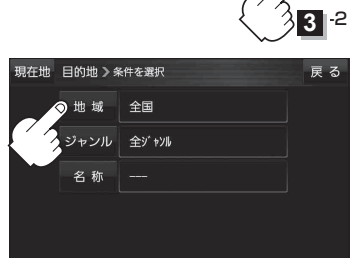 3 -2
現在地 目的地 > 条件を選択 戻る
地域 全国
ジャンル 全ｼﾞｬﾝﾙ
名称 ---